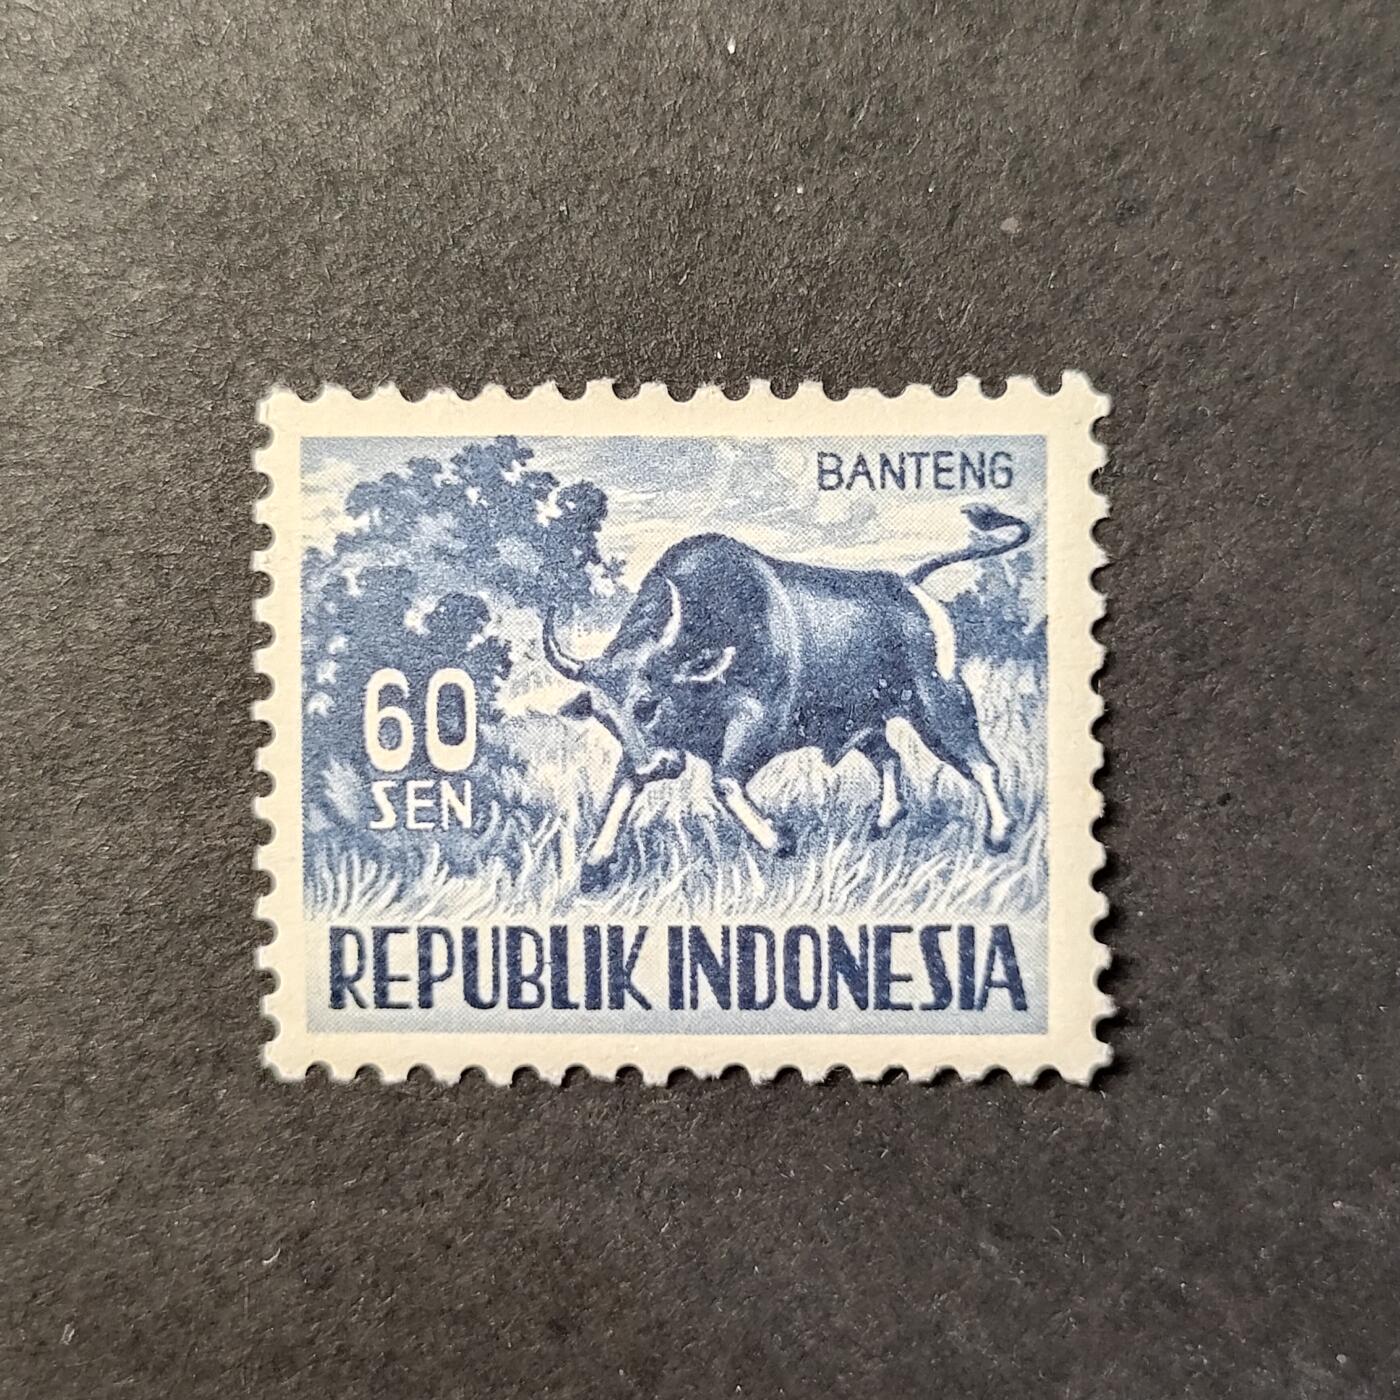 BANTENG
60
SEN
REPUBLIK INDONESIA